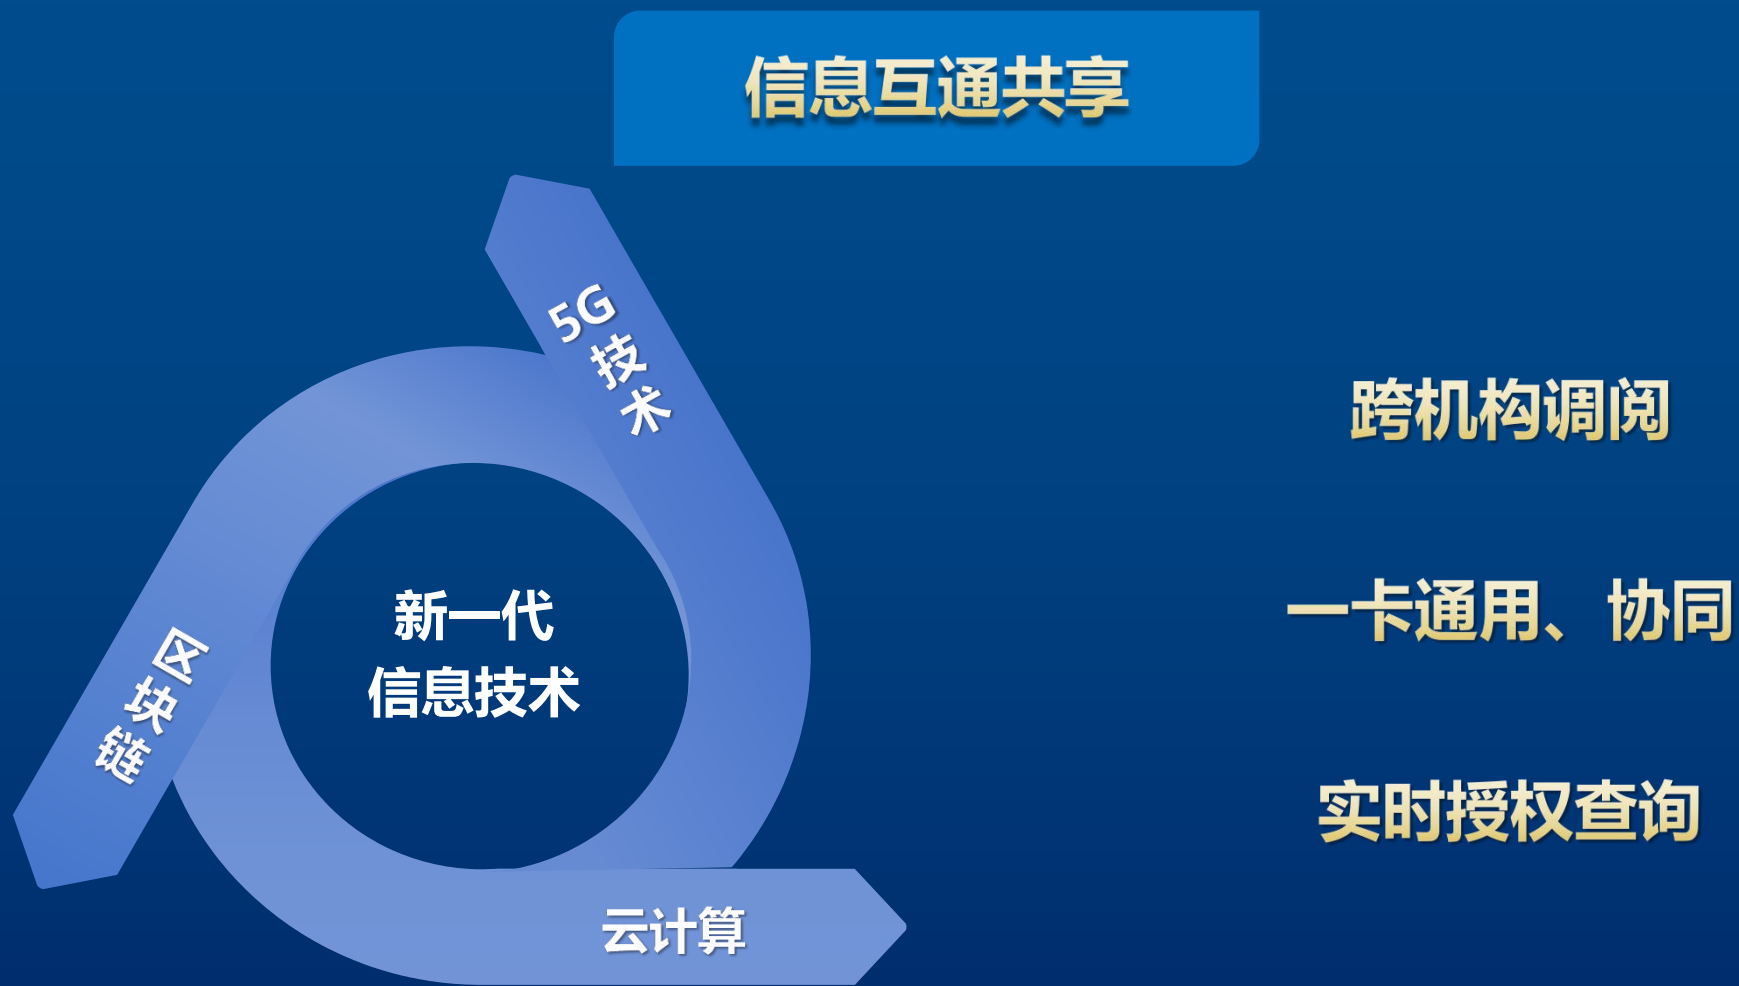 信息互通共享
5G
技
术
跨机构调阅
新一代
信息技术
一卡通用、协同
区
块
链
实时授权查询
云计算